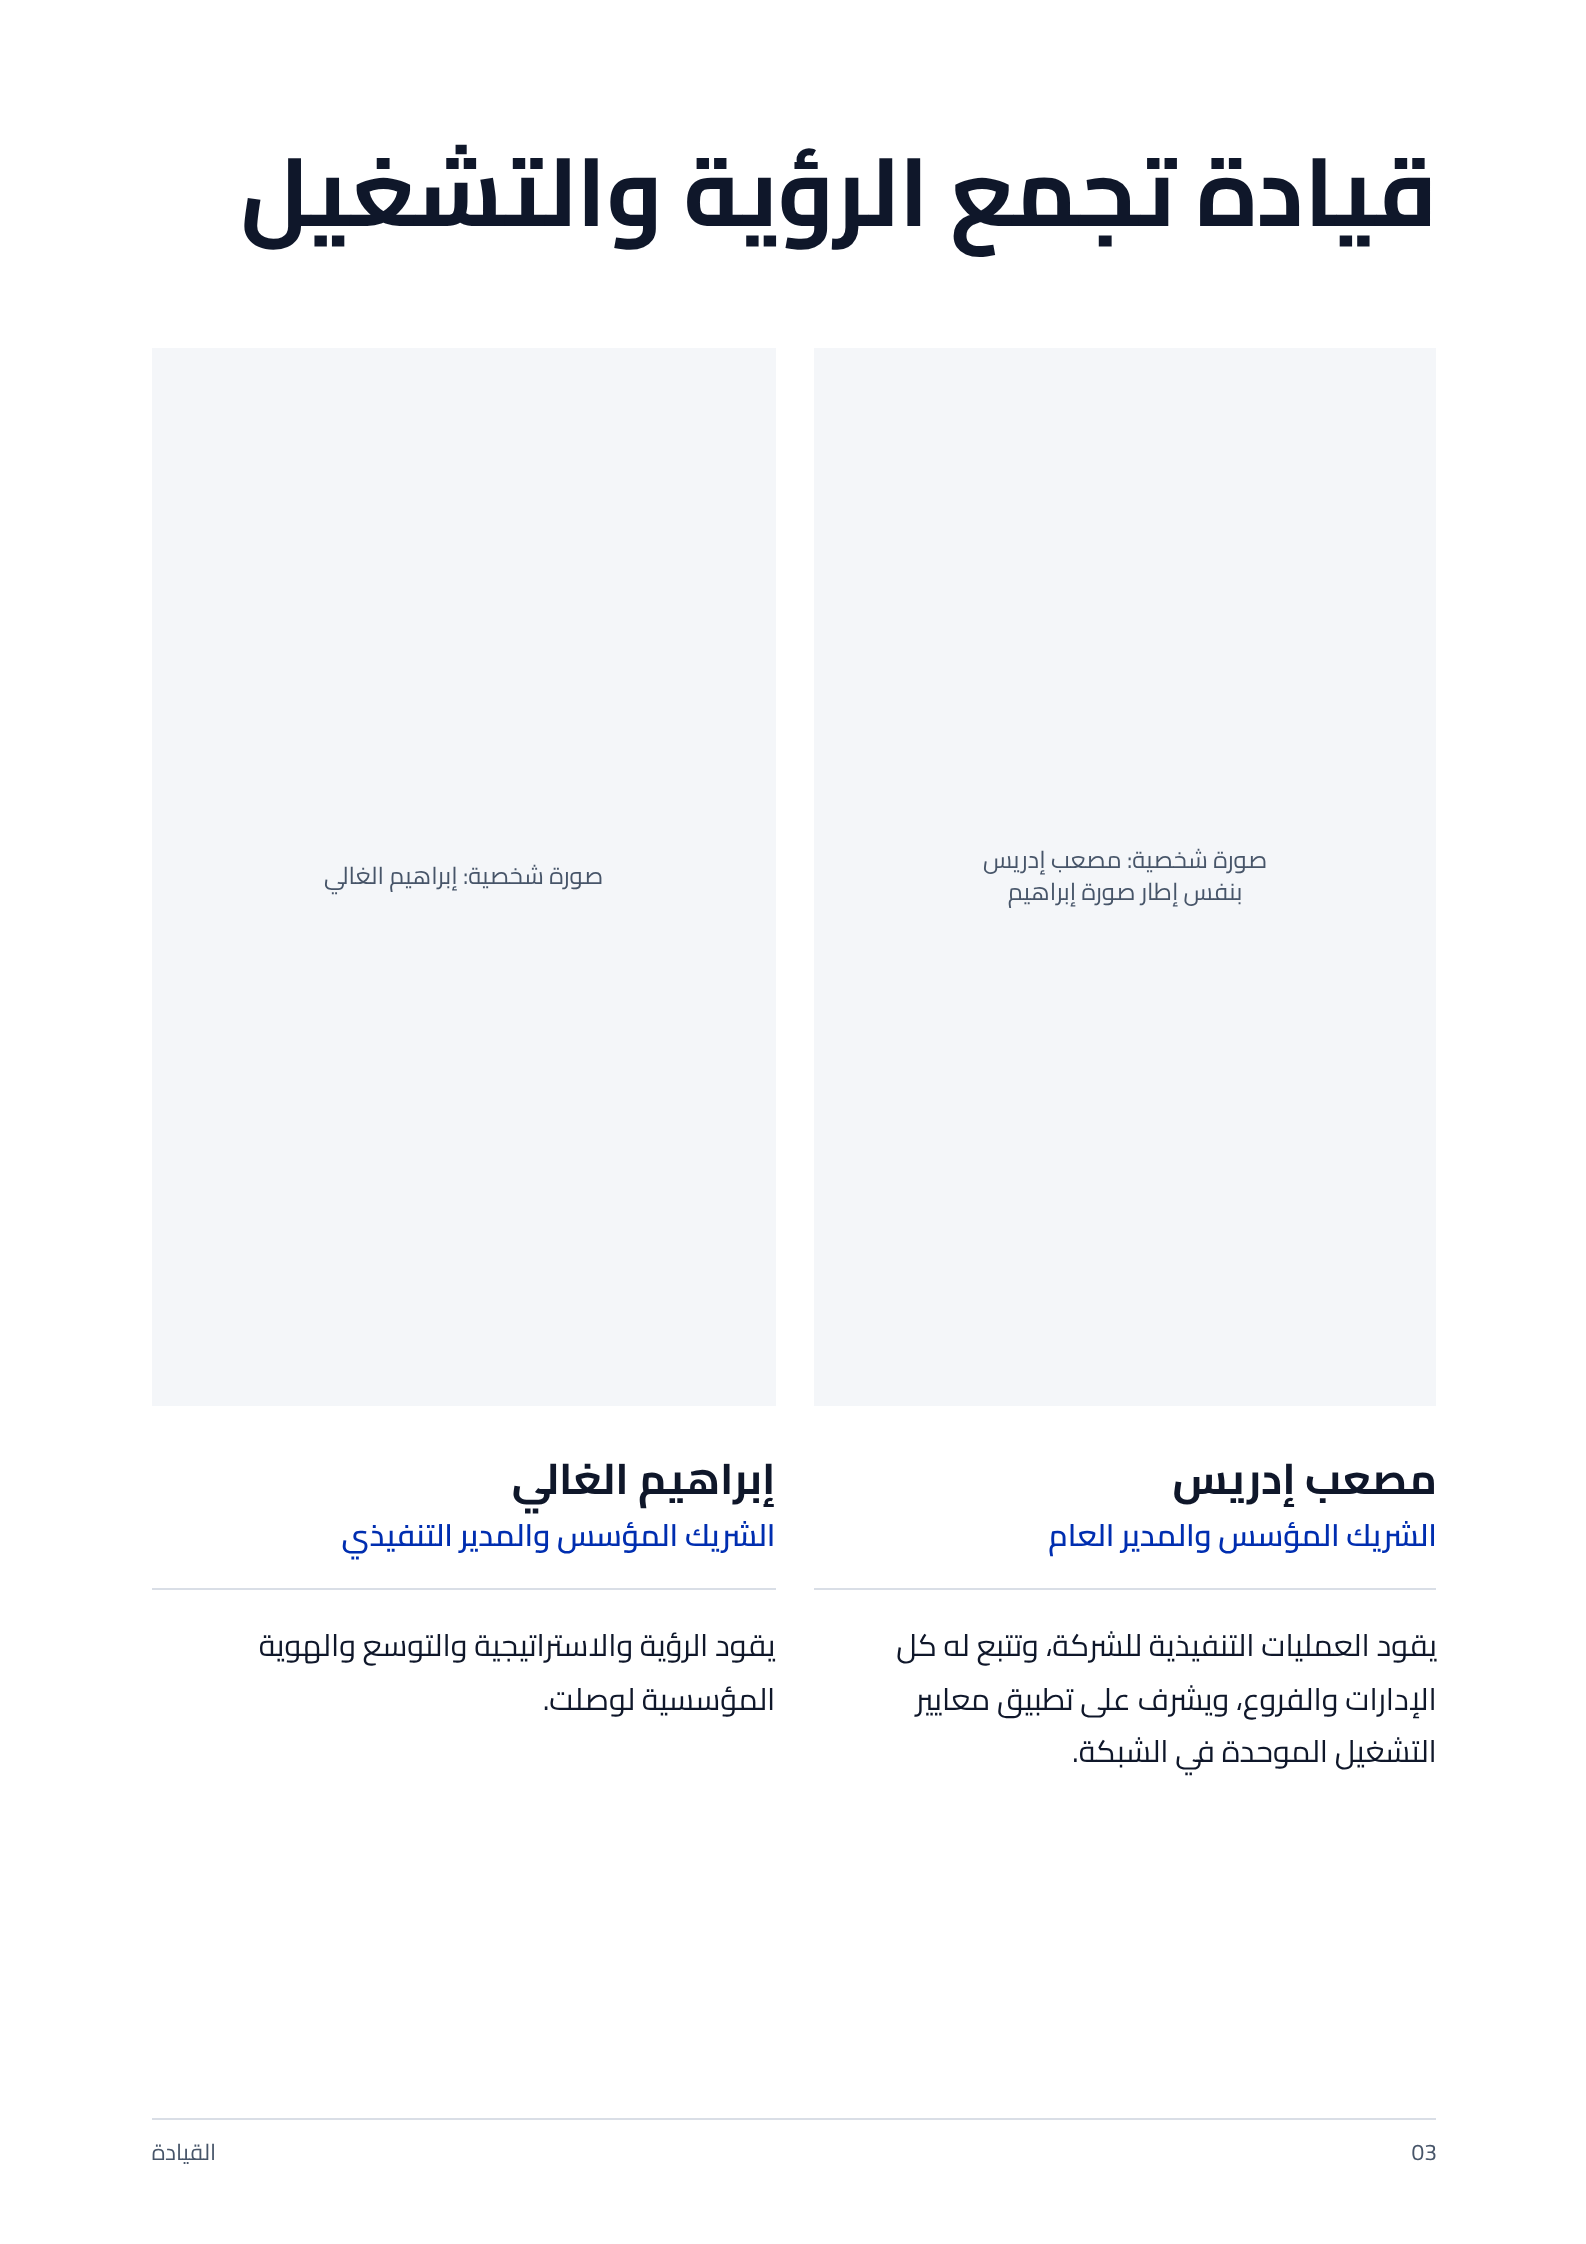 قيادة تجمع الرؤية والتشغيل
صورة شخصية: مصعب إدريس
بنفس إطار صورة إبراهيم
صورة شخصية: إبراهيم الغالي
مصعب إدريس
الشريك المؤسس والمدير العام
يقود العمليات التنفيذية للشركة، وتتبع له كل
الإدارات والفروع، ويشرف على تطبيق معايير
التشغيل الموحدة في الشبكة.
إبراهيم الغالي
الشريك المؤسس والمدير التنفيذي
يقود الرؤية والاستراتيجية والتوسع والهوية
المؤسسية لوصلت.
03
القيادة